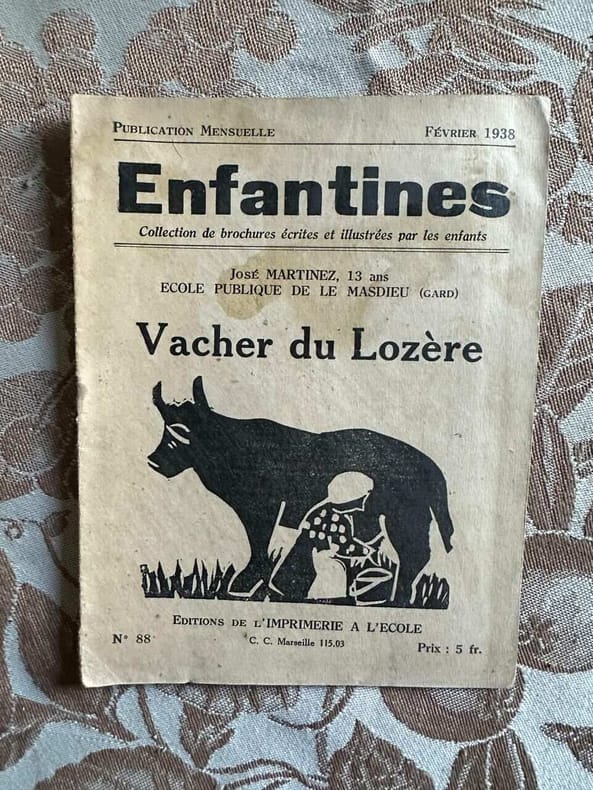 Publication Mensuelle Février 1938
Enfantines
Collection de brochures écrites et illustrées par les enfants
José MARTINEZ, 13 ans
ECOLE PUBLIQUE DE LE MASDIEU (GARD)
Vacher du Lozère
Editions de l'IMPRIMERIE A L'ECOLE
N° 88 C. C. Marseille 115.03 Prix : 5 fr.